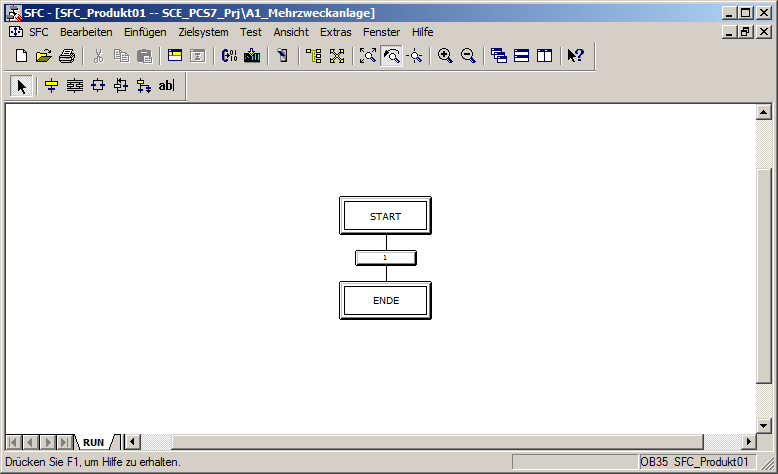 SFC - [SFC_Produkt01 -- SCE_PCS7_Prj\A1_Mehrzweckanlage]
SFC Bearbeiten Einfügen Zielsystem Test Ansicht Extras Fenster Hilfe
ab
START
1
ENDE
RUN
Drücken Sie F1, um Hilfe zu erhalten. OB35 SFC_Produkt01